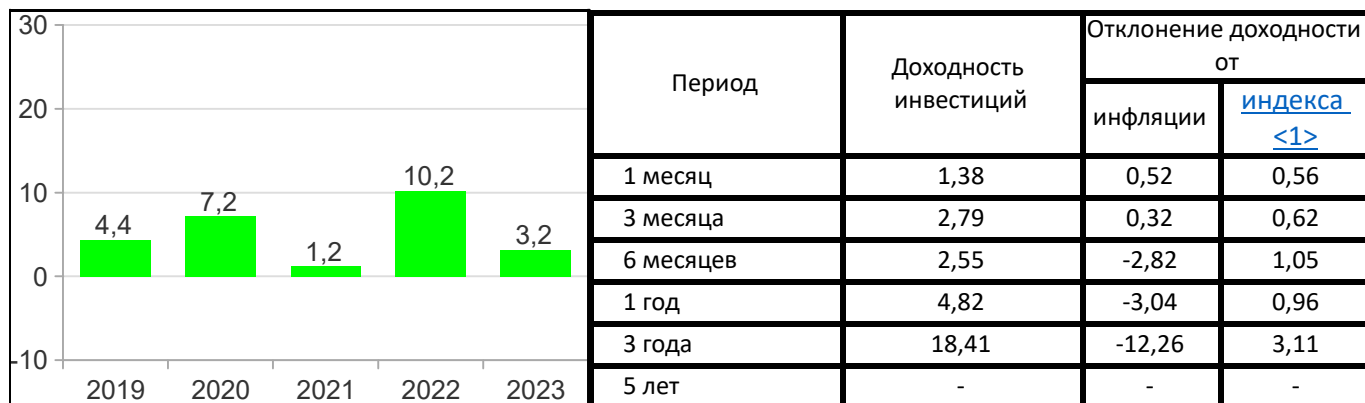 30
20
10
0
-10
4,4
7,2
1,2
10,2
3,2
2019 2020 2021 2022 2023
Период
Доходность
инвестиций
Отклонение доходности
от
инфляции
индекса
<1>
1 месяц 1,38 0,52 0,56
3 месяца 2,79 0,32 0,62
6 месяцев 2,55 -2,82 1,05
1 год 4,82 -3,04 0,96
3 года 18,41 -12,26 3,11
5 лет - - -